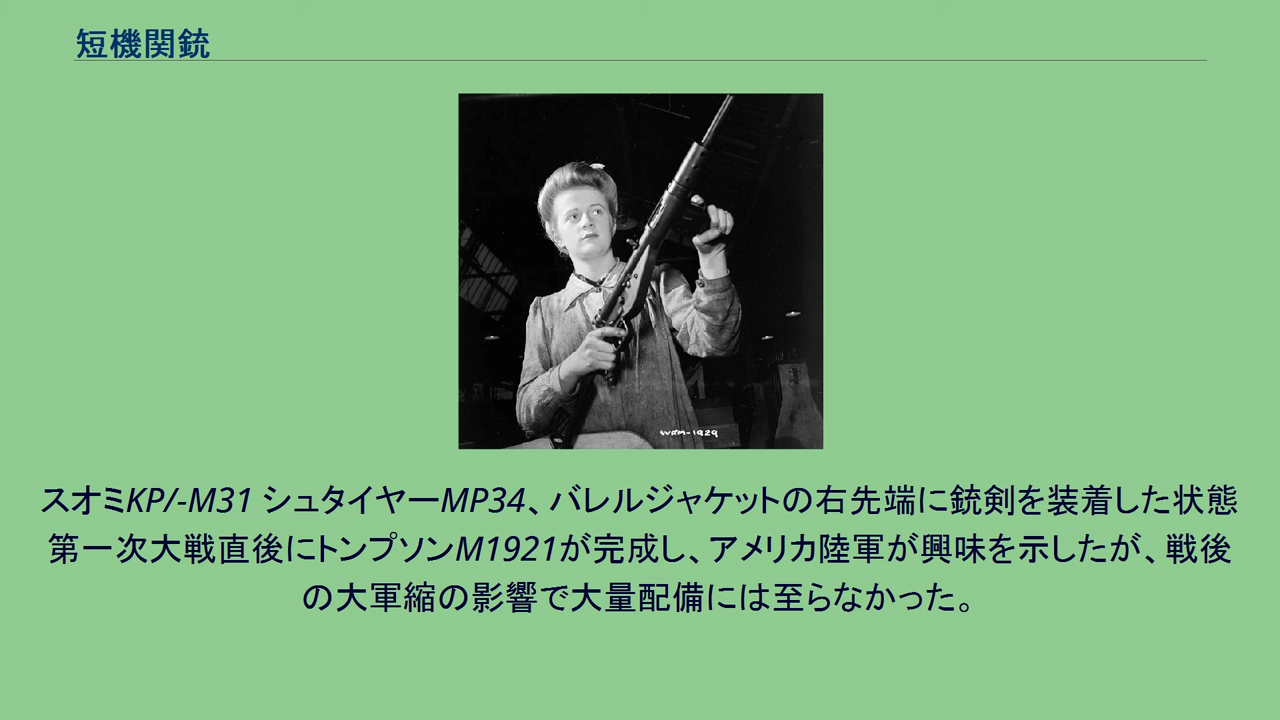 短機関銃
WRM-1929
スオミKP/-M31 シュタイヤーMP34、バレルジャケットの右先端に銃剣を装着した状態
第一次大戦直後にトンプソンM1921が完成し、アメリカ陸軍が興味を示したが、戦後
の大軍縮の影響で大量配備には至らなかった。